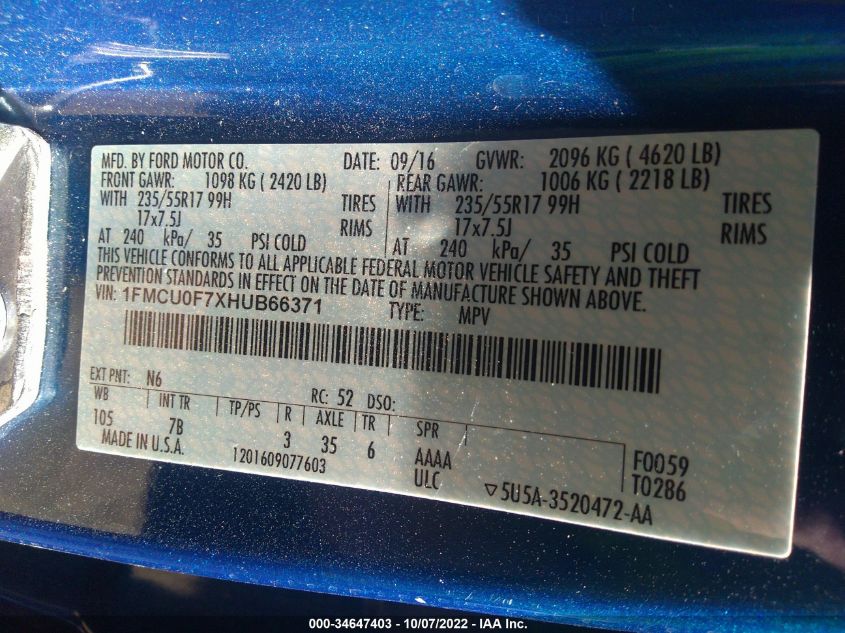 MFD. BY FORD MOTOR CO. DATE: 09/16 GVWR: 2096 KG ( 4620 LB)
FRONT GAWR: 1098 KG ( 2420 LB) REAR GAWR: 1006 KG ( 2218 LB)
WITH 235/55R17 99H TIRES WITH 235/55R17 99H TIRES
17x7.5J RIMS 17x7.5J RIMS
AT 240 kPa/ 35 PSI COLD AT 240 kPa/ 35 PSI COLD
THIS VEHICLE CONFORMS TO ALL APPLICABLE FEDERAL MOTOR VEHICLE SAFETY AND THEFT
PREVENTION STANDARDS IN EFFECT ON THE DATE OF MANUFACTURE SHOWN ABOVE.
VIN: 1FMCU0F7XHUB66371 TYPE: MPV
EXT PNT: N6 RC: 52 DSO:
WB INT TR TP/PS R AXLE TR SPR
105 7B 3 35 6 AAAA F0059
MADE IN U.S.A. 1201609077603 ULC T0286
▽5U5A-3520472-AA
000-34647403 - 10/07/2022 - IAA Inc.